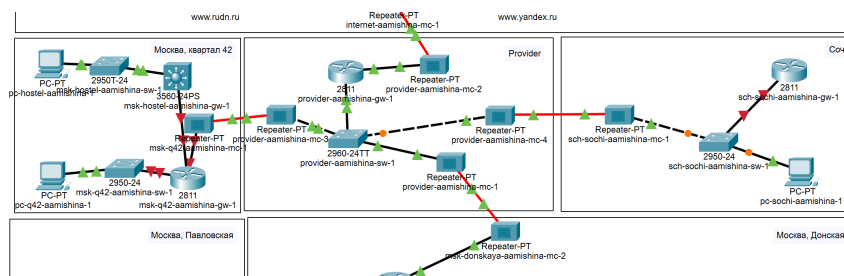 www.rudn.ru
Repeater-PT
internet-aamishina-mc-1
www.yandex.ru
Москва, квартал 42
PC-PT
pc-hostel-aamishina-1
2950T-24
msk-hostel-aamishina-sw-1
3560-24PS
msk-hostel-aamishina-gw-1
Repeater-PT
msk-q42-aamishina-mc-1
PC-PT
pc-q42-aamishina-1
2950-24
msk-q42-aamishina-sw-1
2811
msk-q42-aamishina-gw-1
Provider
2811
provider-aamishina-gw-1
Repeater-PT
provider-aamishina-mc-2
Repeater-PT
provider-aamishina-mc-3
2960-24TT
provider-aamishina-sw-1
Repeater-PT
provider-aamishina-mc-4
Repeater-PT
provider-aamishina-mc-1
Соч
2811
sch-sochi-aamishina-gw-1
Repeater-PT
sch-sochi-aamishina-mc-1
2950-24
sch-sochi-aamishina-sw-1
PC-PT
pc-sochi-aamishina-1
Москва, Павловская
Repeater-PT
msk-donskaya-aamishina-mc-2
Москва, Донская